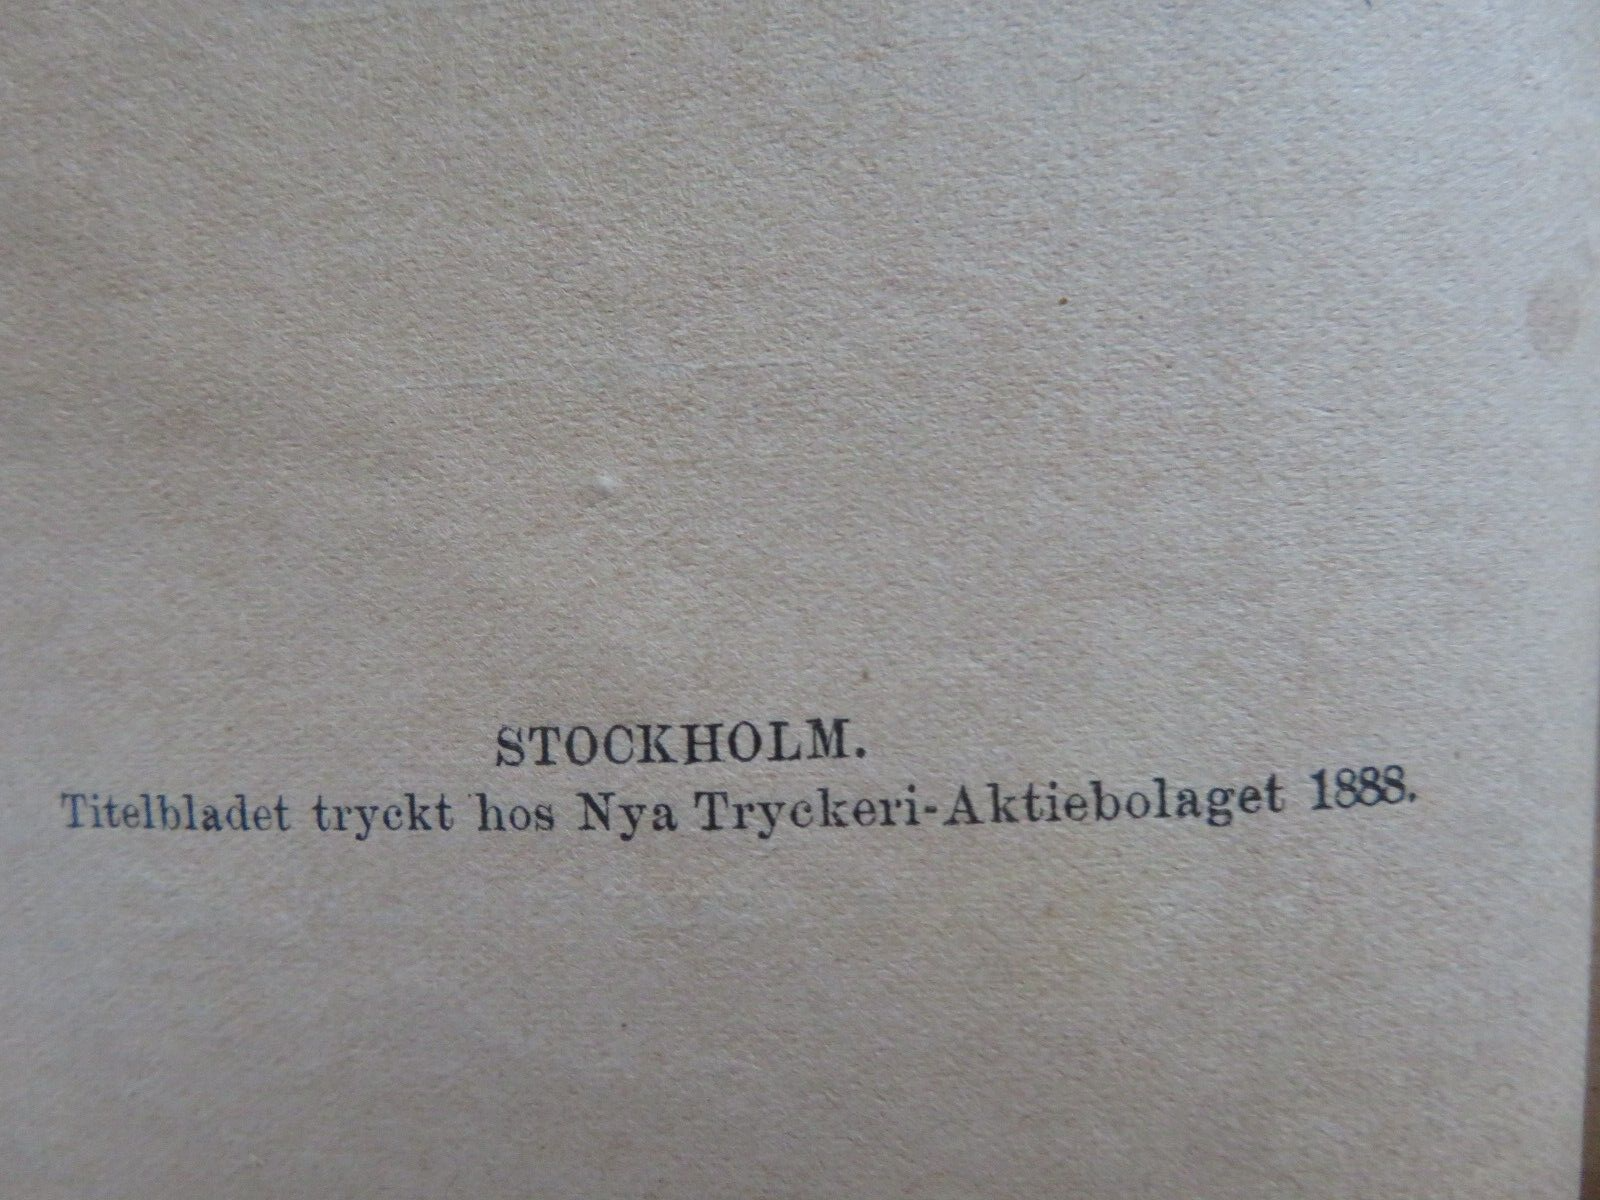 STOCKHOLM.
Titelbladet tryckt hos Nya Tryckeri-Aktiebolaget 1888.